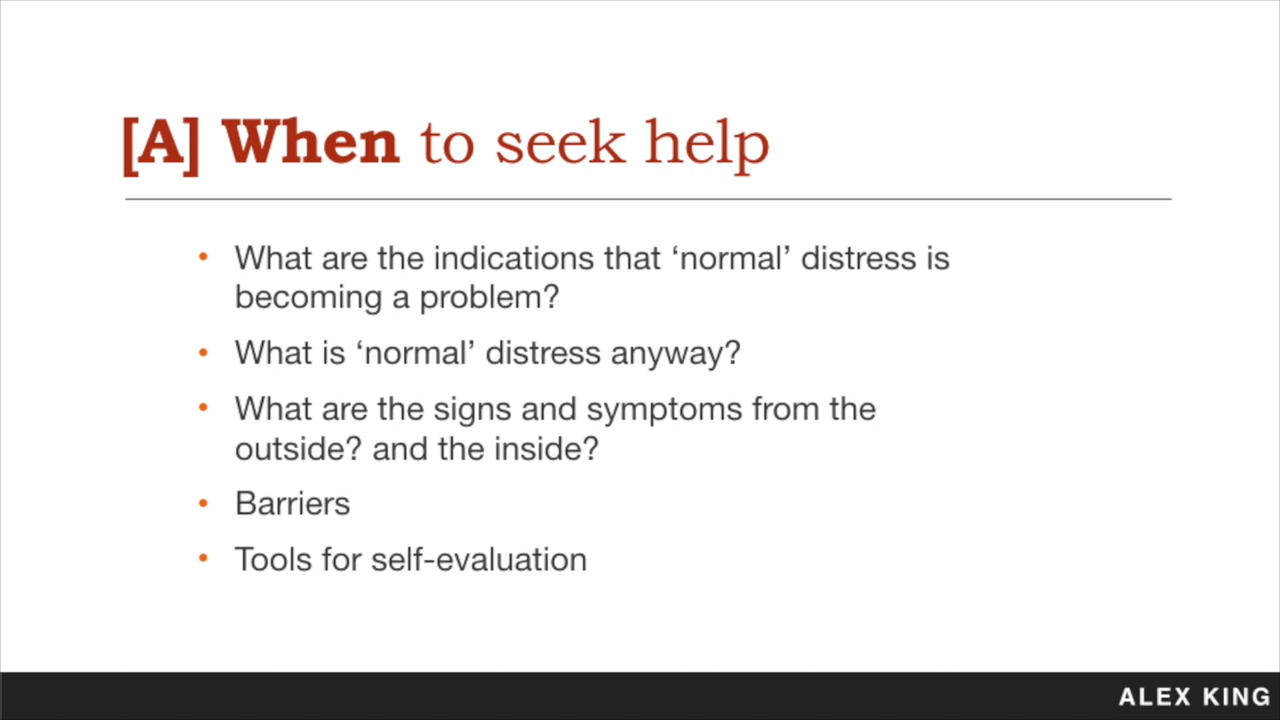 [A] When to seek help
• What are the indications that ‘normal’ distress is
becoming a problem?
• What is ‘normal’ distress anyway?
• What are the signs and symptoms from the
outside? and the inside?
• Barriers
• Tools for self-evaluation
ALEX KING